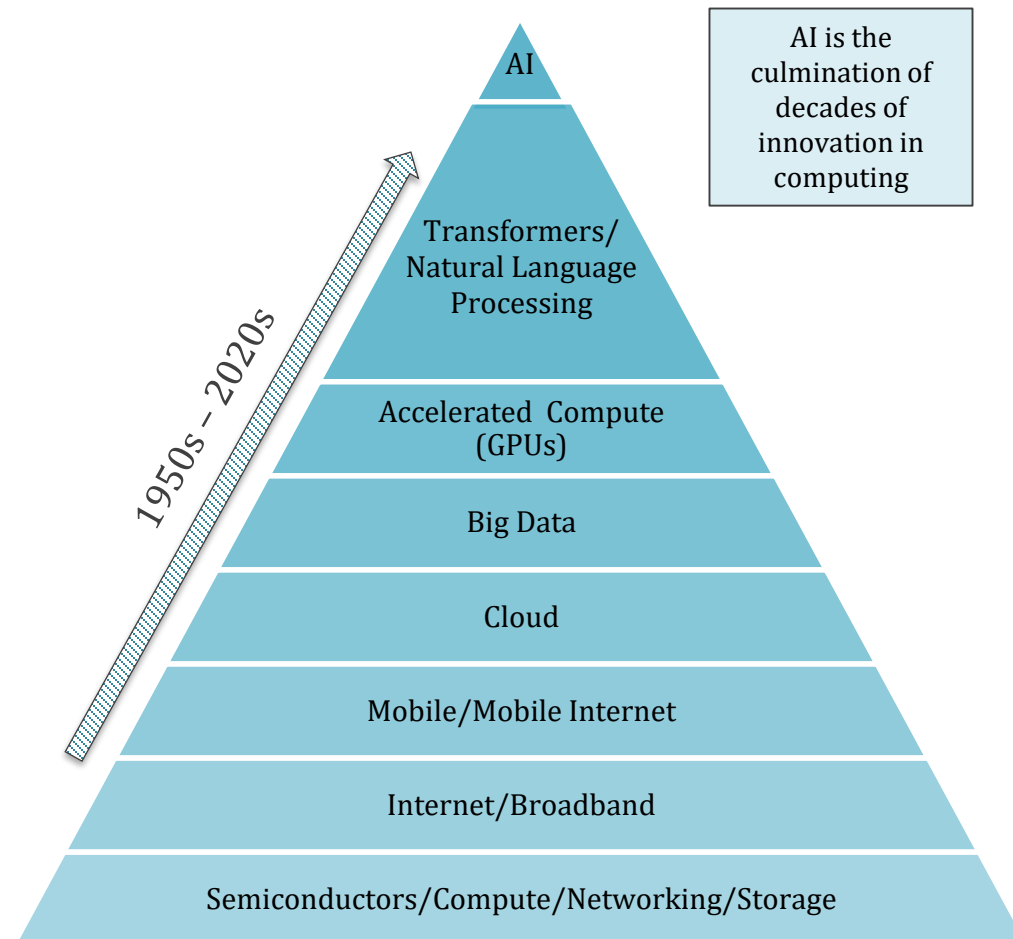 AI
AI is the
culmination of
decades of
innovation in
computing
Transformers/
Natural Language
Processing
1950s – 2020s
Accelerated  Compute
(GPUs)
Big Data
Cloud
Mobile/Mobile Internet
Internet/Broadband
Semiconductors/Compute/Networking/Storage